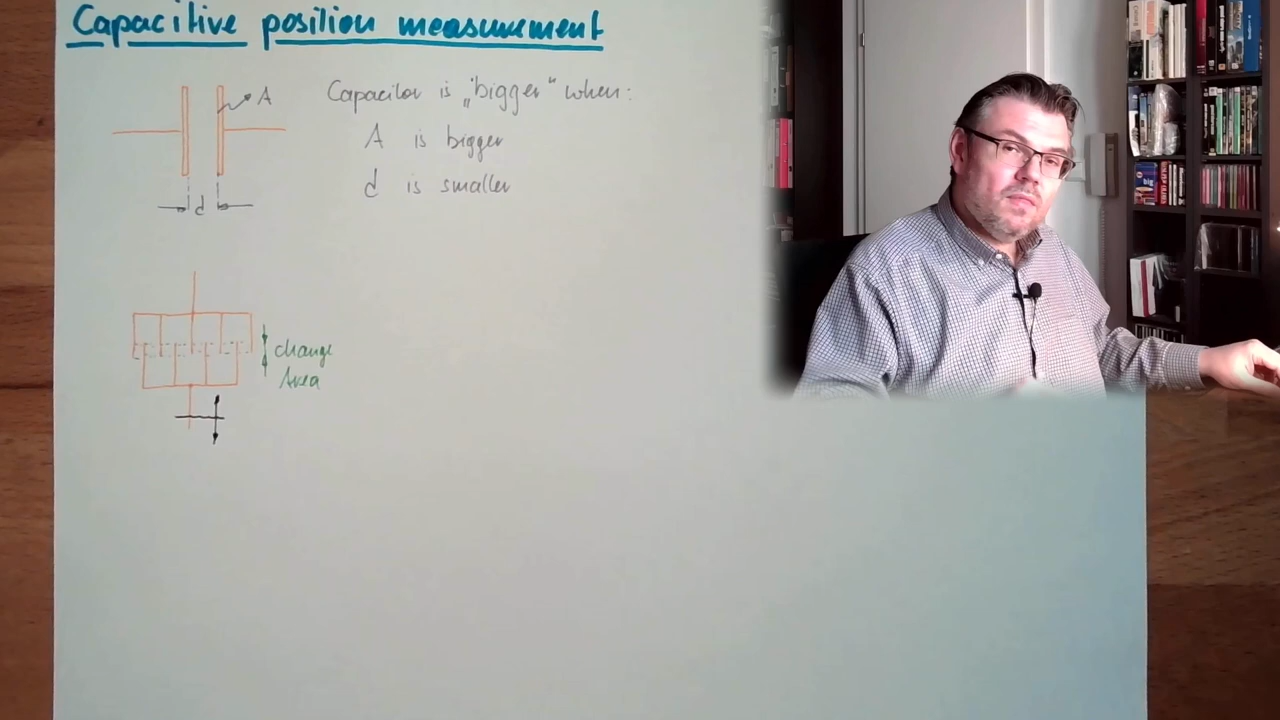 Capacitive position measurement
A
Capacitor is „bigger“ when:
A is bigger
d is smaller
d
change
Area